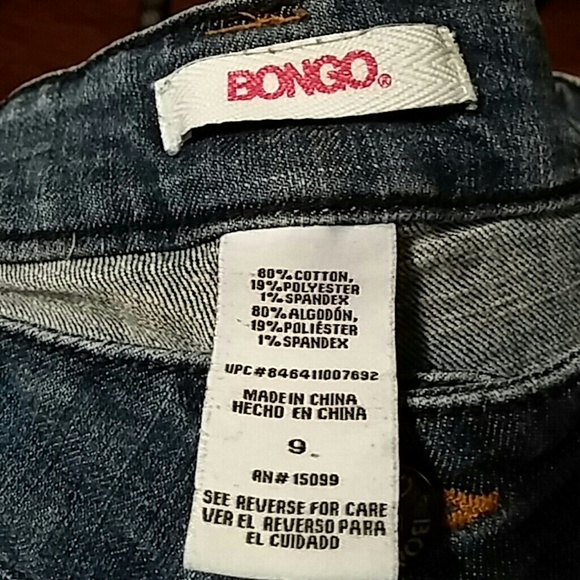 BONGO®
80% COTTON,
19% POLYESTER
1% SPANDEX
80% ALGODÓN,
19% POLIÉSTER
1% SPANDEX
UPC#846411007692
MADE IN CHINA
HECHO EN CHINA
9
RN# 15099
SEE REVERSE FOR CARE
VER EL REVERSO PARA
EL CUIDADO